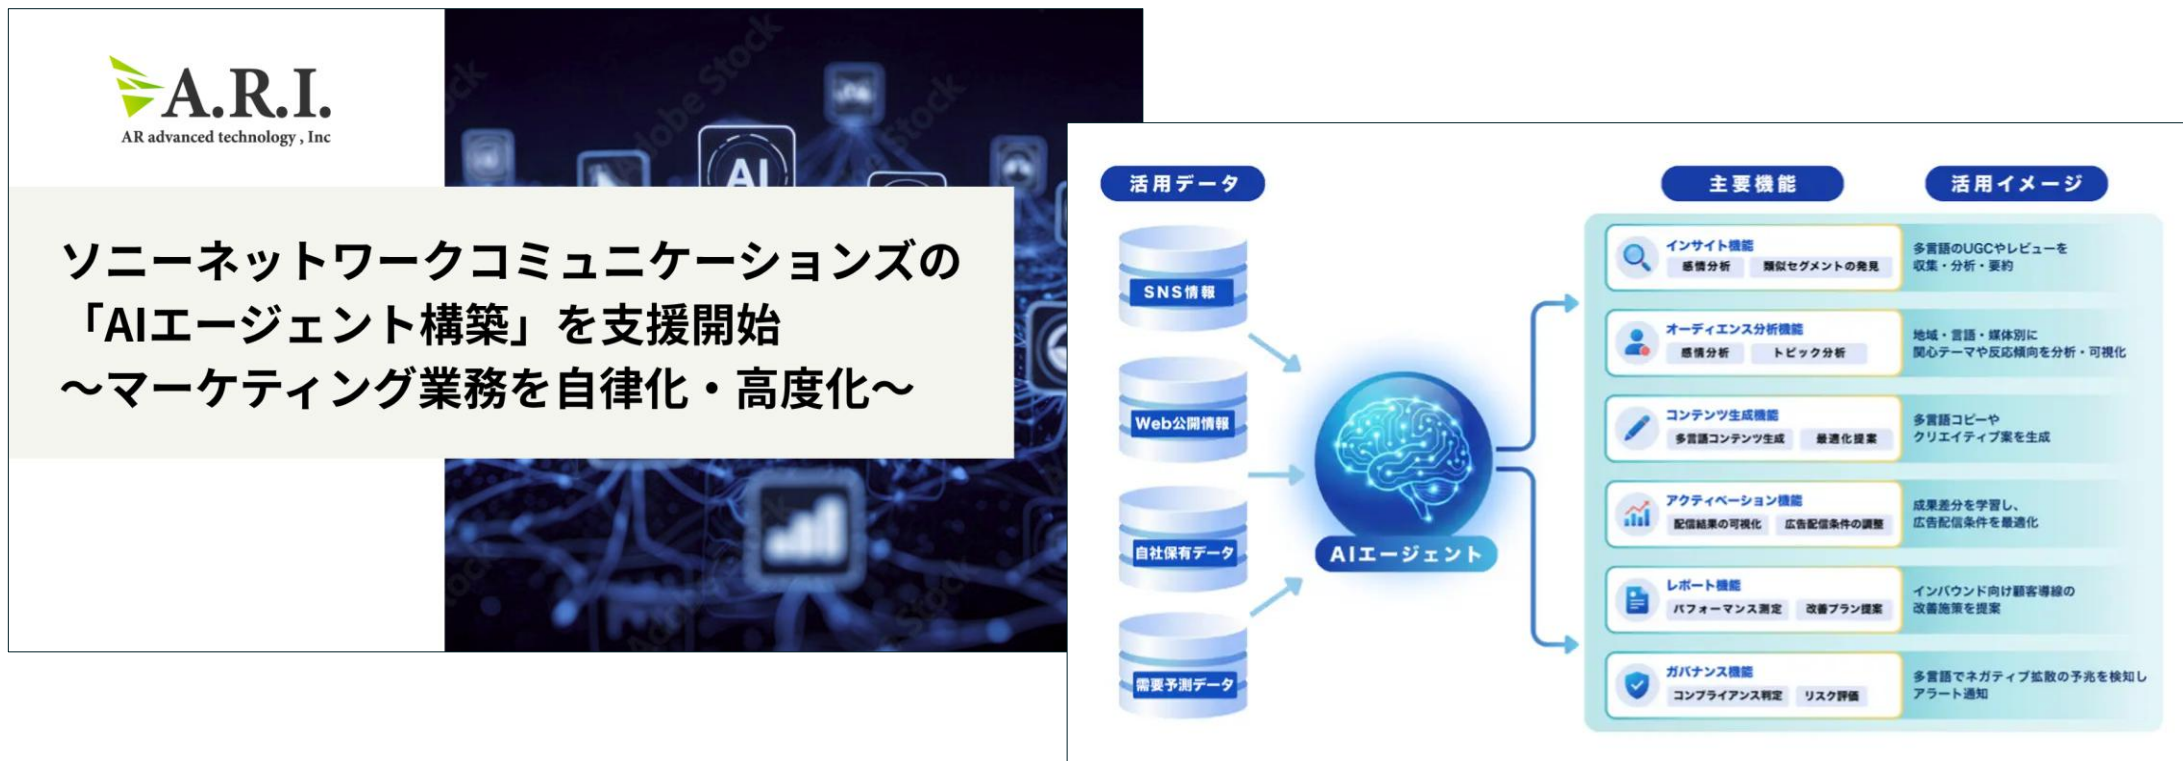 A.R.I.
AR advanced technology , Inc
ソニーネットワークコミュニケーションズの
「AIエージェント構築」を支援開始
～マーケティング業務を自律化・高度化～
Adobe Stock
AI
活用データ
SNS情報
Web公開情報
自社保有データ
需要予測データ
AIエージェント
主要機能
活用イメージ
インサイト機能
感情分析 類似セグメントの発見
多言語のUGCやレビューを
収集・分析・要約
オーディエンス分析機能
感情分析 トピック分析
地域・言語・媒体別に
関心テーマや反応傾向を分析・可視化
コンテンツ生成機能
多言語コンテンツ生成 最適化提案
多言語コピーや
クリエイティブ案を生成
アクティベーション機能
配信結果の可視化 広告配信条件の調整
成果差分を学習し、
広告配信条件を最適化
レポート機能
パフォーマンス測定 改善プラン提案
インバウンド向け顧客導線の
改善施策を提案
ガバナンス機能
コンプライアンス判定 リスク評価
多言語でネガティブ拡散の予兆を検知し
アラート通知